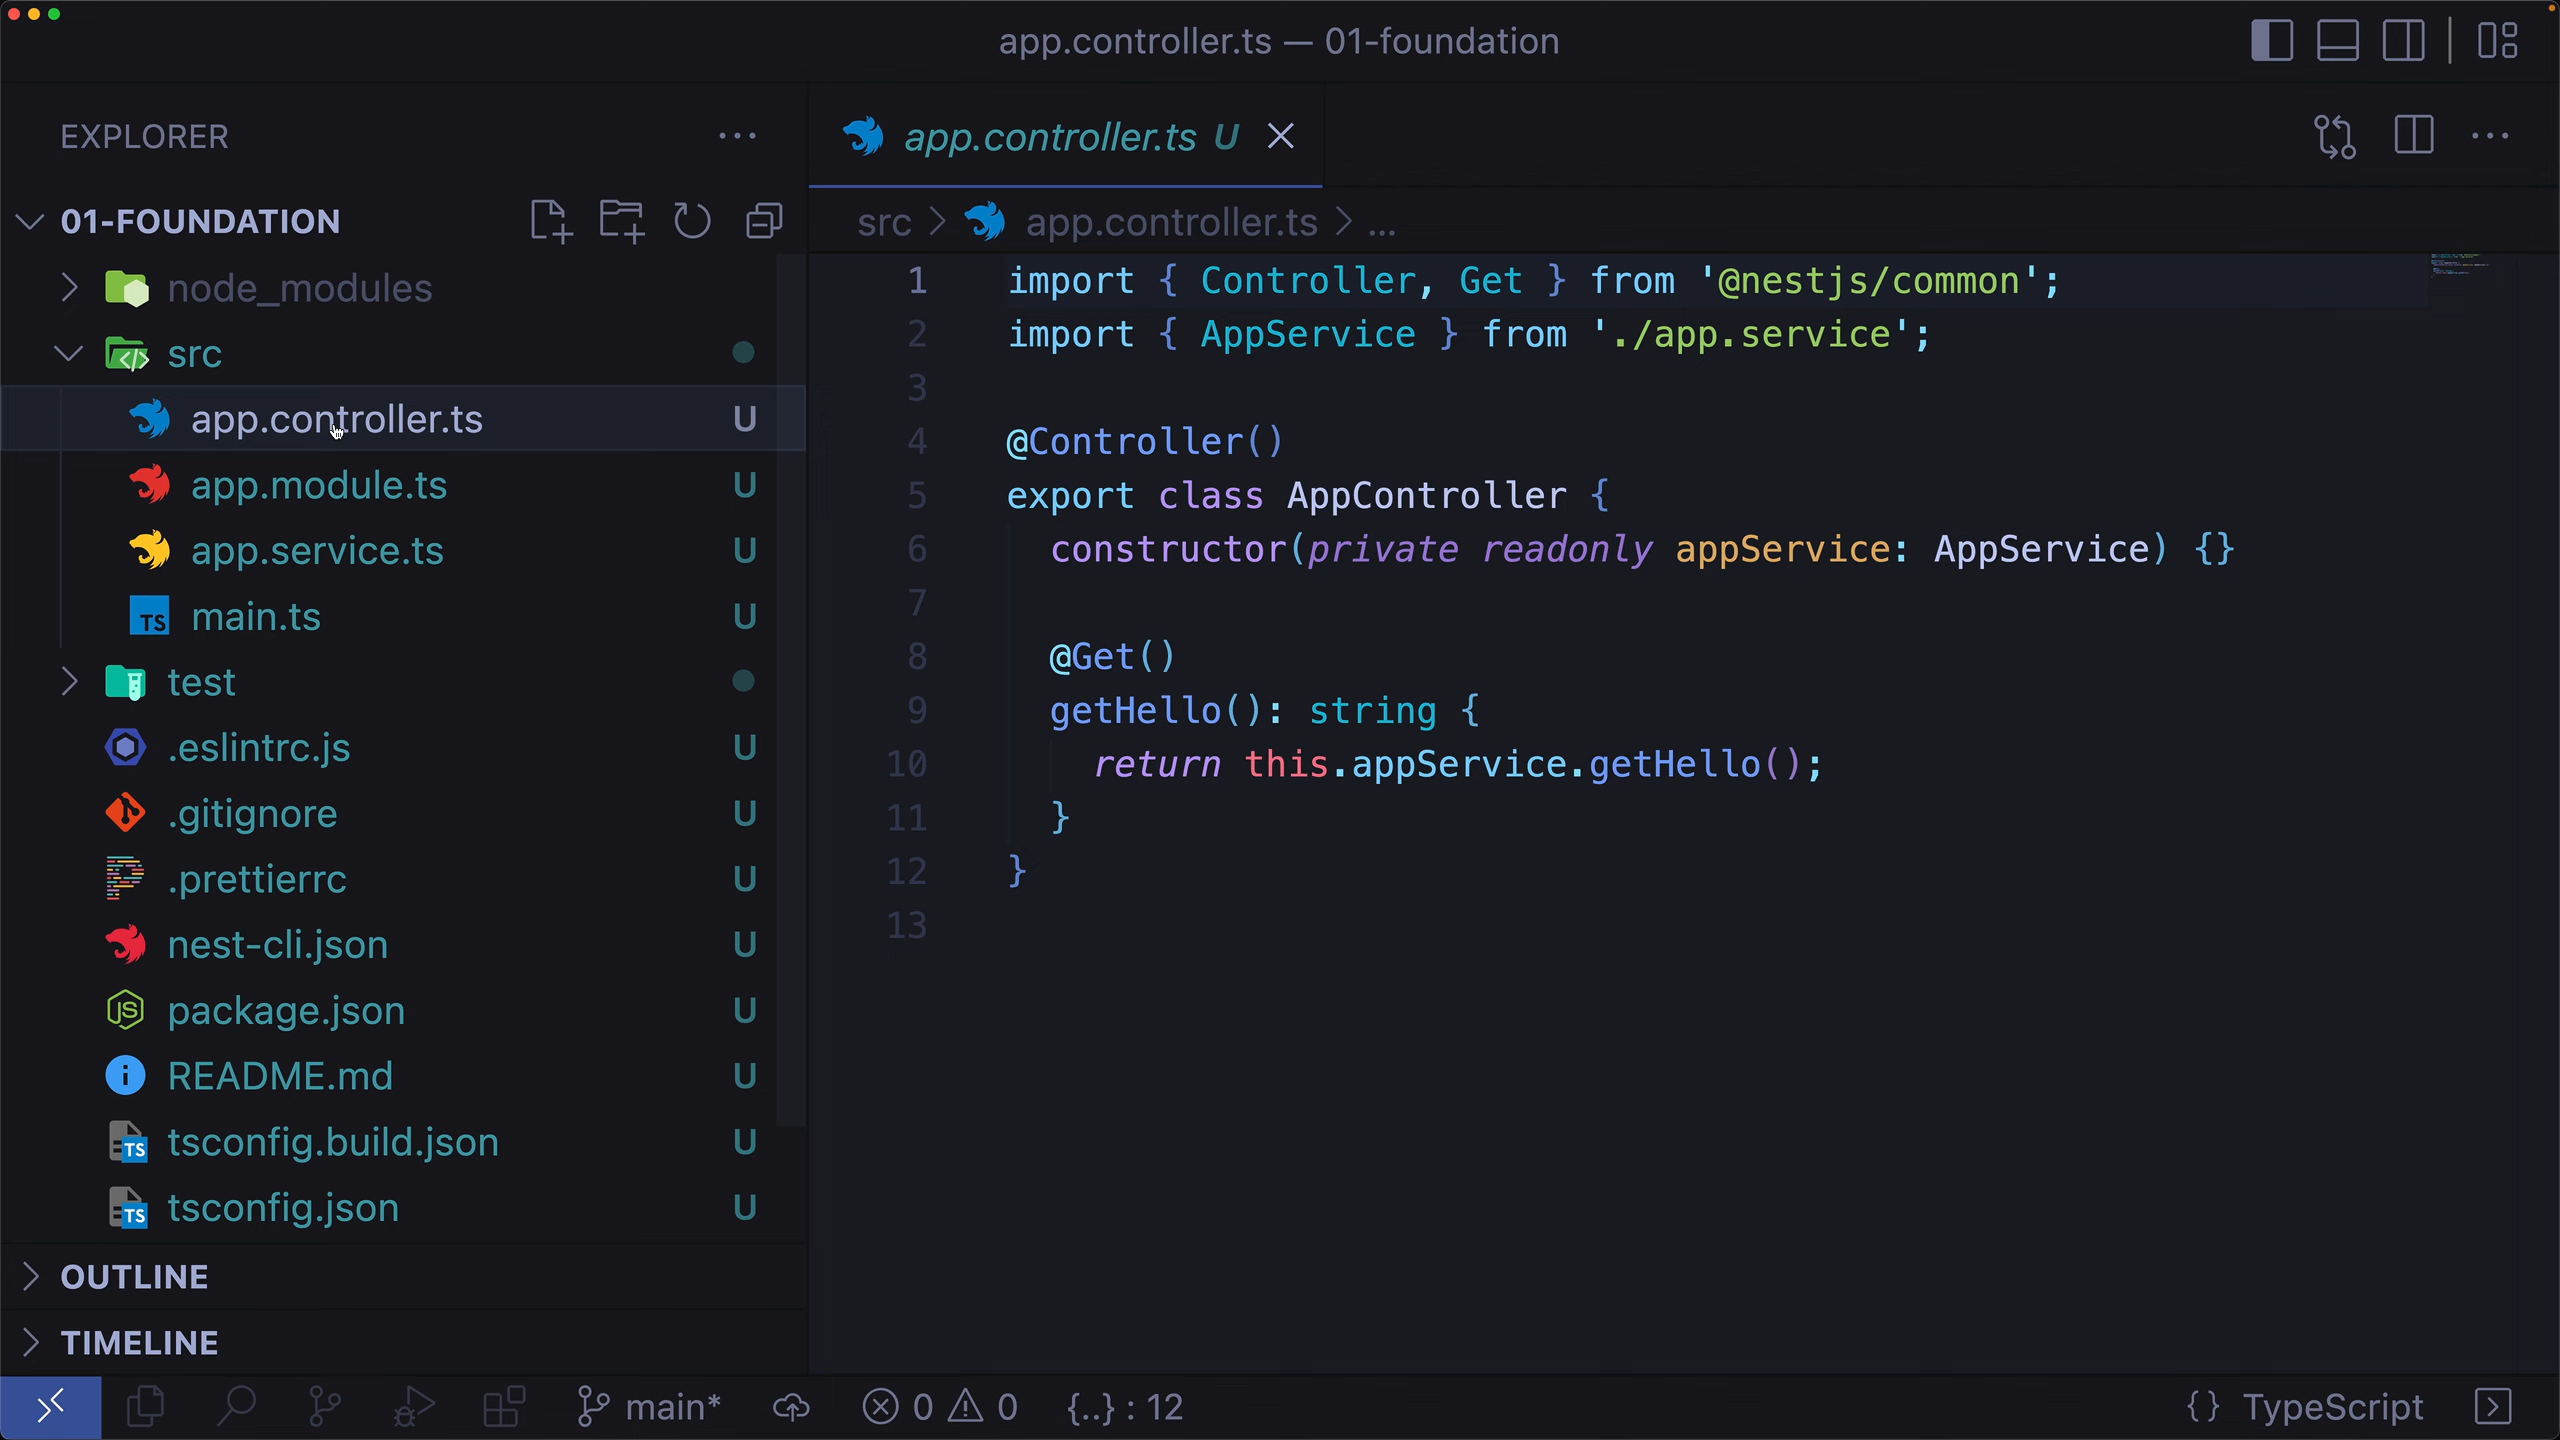 app.controller.ts — 01-foundation
EXPLORER
01-FOUNDATION
node_modules
src
app.controller.ts U
app.module.ts U
app.service.ts U
TS main.ts U
test
.eslintrc.js U
.gitignore U
.prettierrc U
nest-cli.json U
JS package.json U
README.md U
TS tsconfig.build.json U
TS tsconfig.json U
OUTLINE
TIMELINE
app.controller.ts U
src > app.controller.ts > ...
1 import { Controller, Get } from '@nestjs/common';
2 import { AppService } from './app.service';
3
4 @Controller()
5 export class AppController {
6 constructor(private readonly appService: AppService) {}
7
8 @Get()
9 getHello(): string {
10 return this.appService.getHello();
11 }
12 }
13
main* 0 0 {..} : 12 {} TypeScript